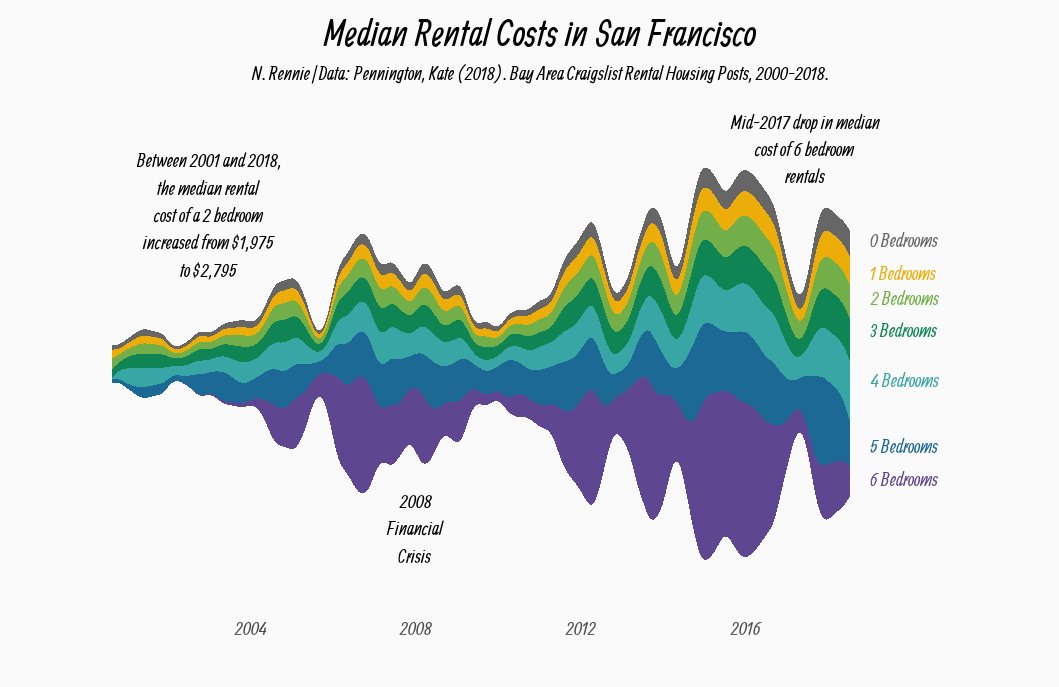 Median Rental Costs in San Francisco
N. Rennie | Data: Pennington, Kate (2018). Bay Area Craigslist Rental Housing Posts, 2000-2018.
Mid-2017 drop in median
cost of 6 bedroom
rentals
Between 2001 and 2018,
the median rental
cost of a 2 bedroom
increased from $1,975
to $2,795
0 Bedrooms
1 Bedrooms
2 Bedrooms
3 Bedrooms
4 Bedrooms
5 Bedrooms
6 Bedrooms
2008
Financial
Crisis
2004
2008
2012
2016